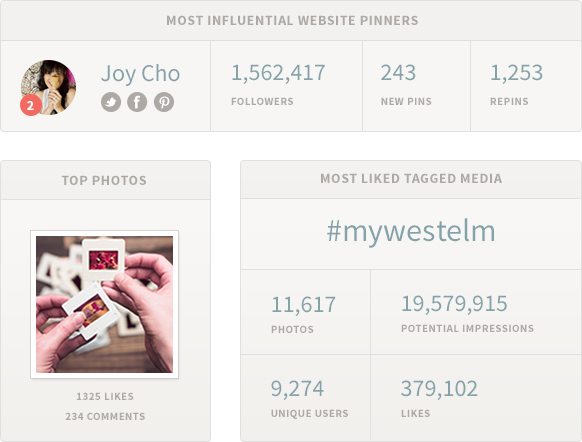 MOST INFLUENTIAL WEBSITE PINNERS
2
Joy Cho
1,562,417
FOLLOWERS
243
NEW PINS
1,253
REPINS
TOP PHOTOS
1325 LIKES
234 COMMENTS
MOST LIKED TAGGED MEDIA
#mywestelm
11,617
PHOTOS
19,579,915
POTENTIAL IMPRESSIONS
9,274
UNIQUE USERS
379,102
LIKES